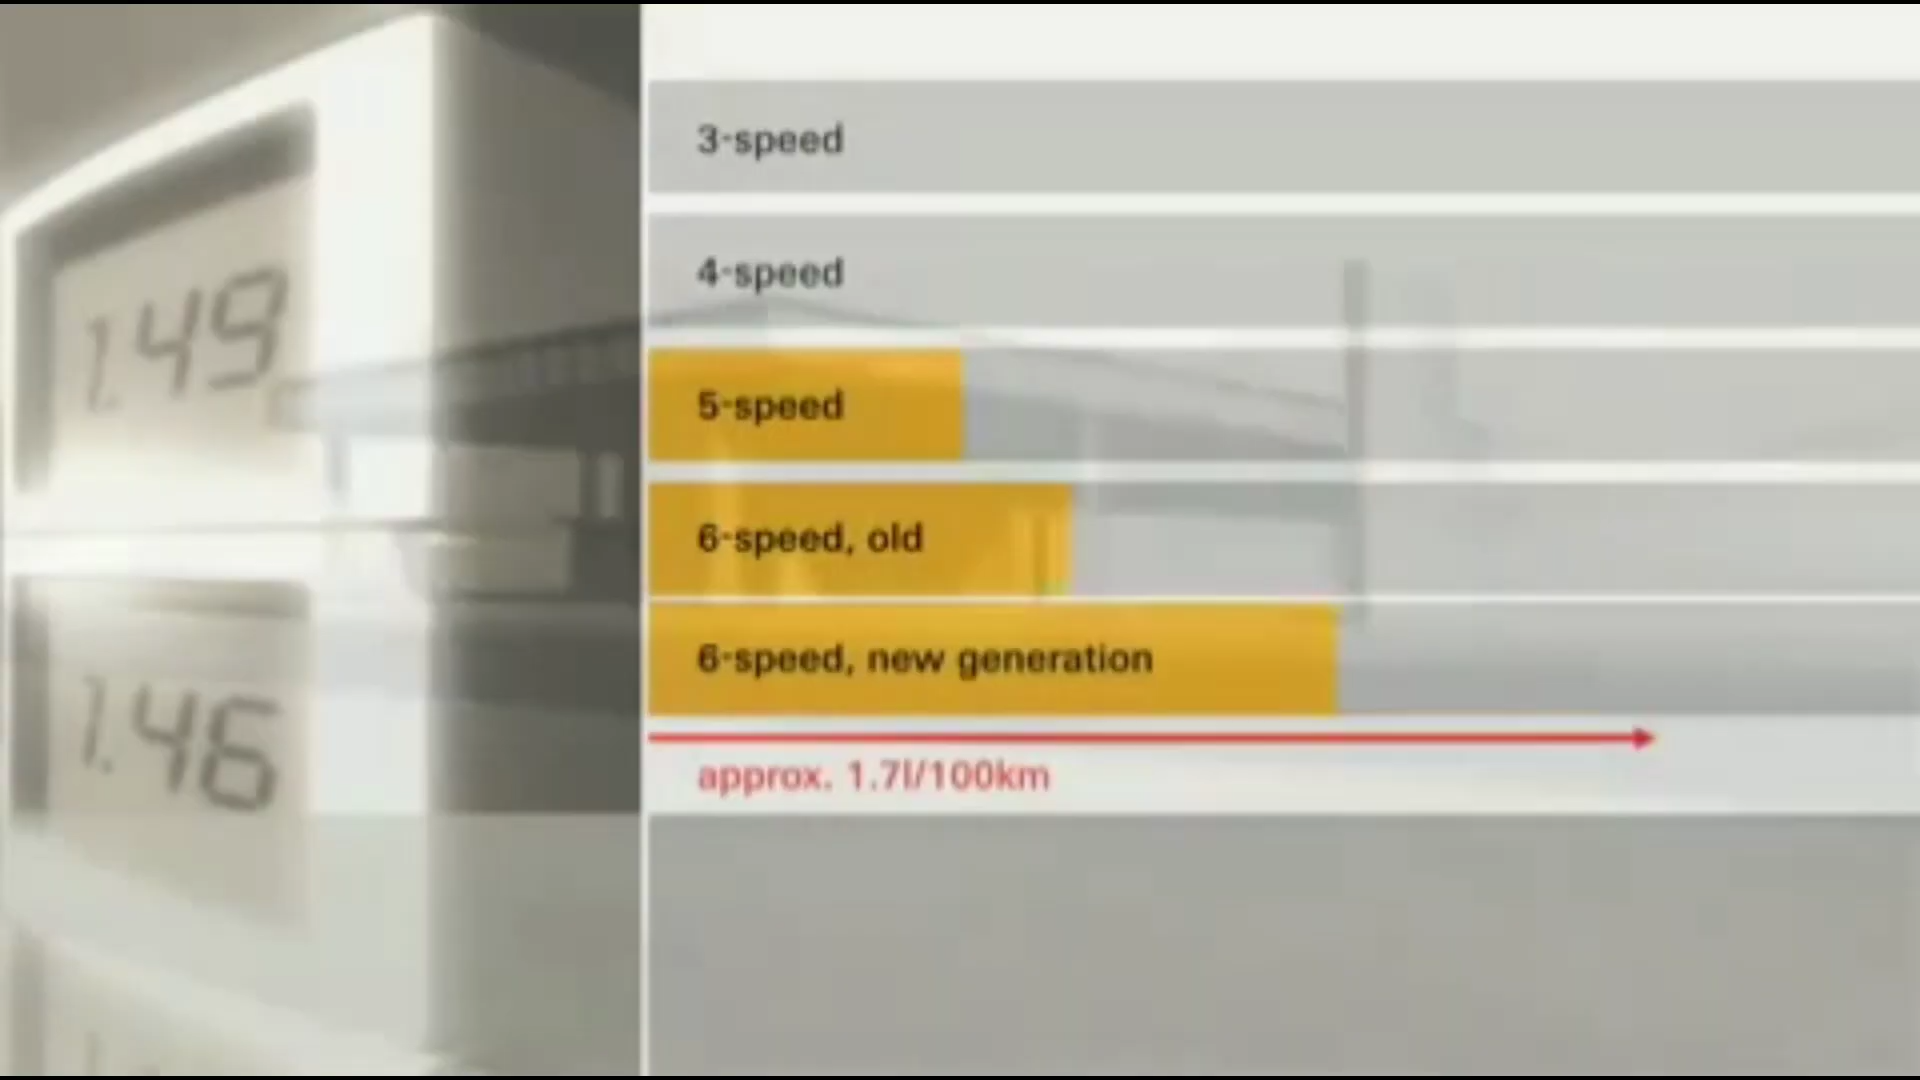 1.49
1.46
3-speed
4-speed
5-speed
6-speed, old
6-speed, new generation
approx. 1.7l/100km